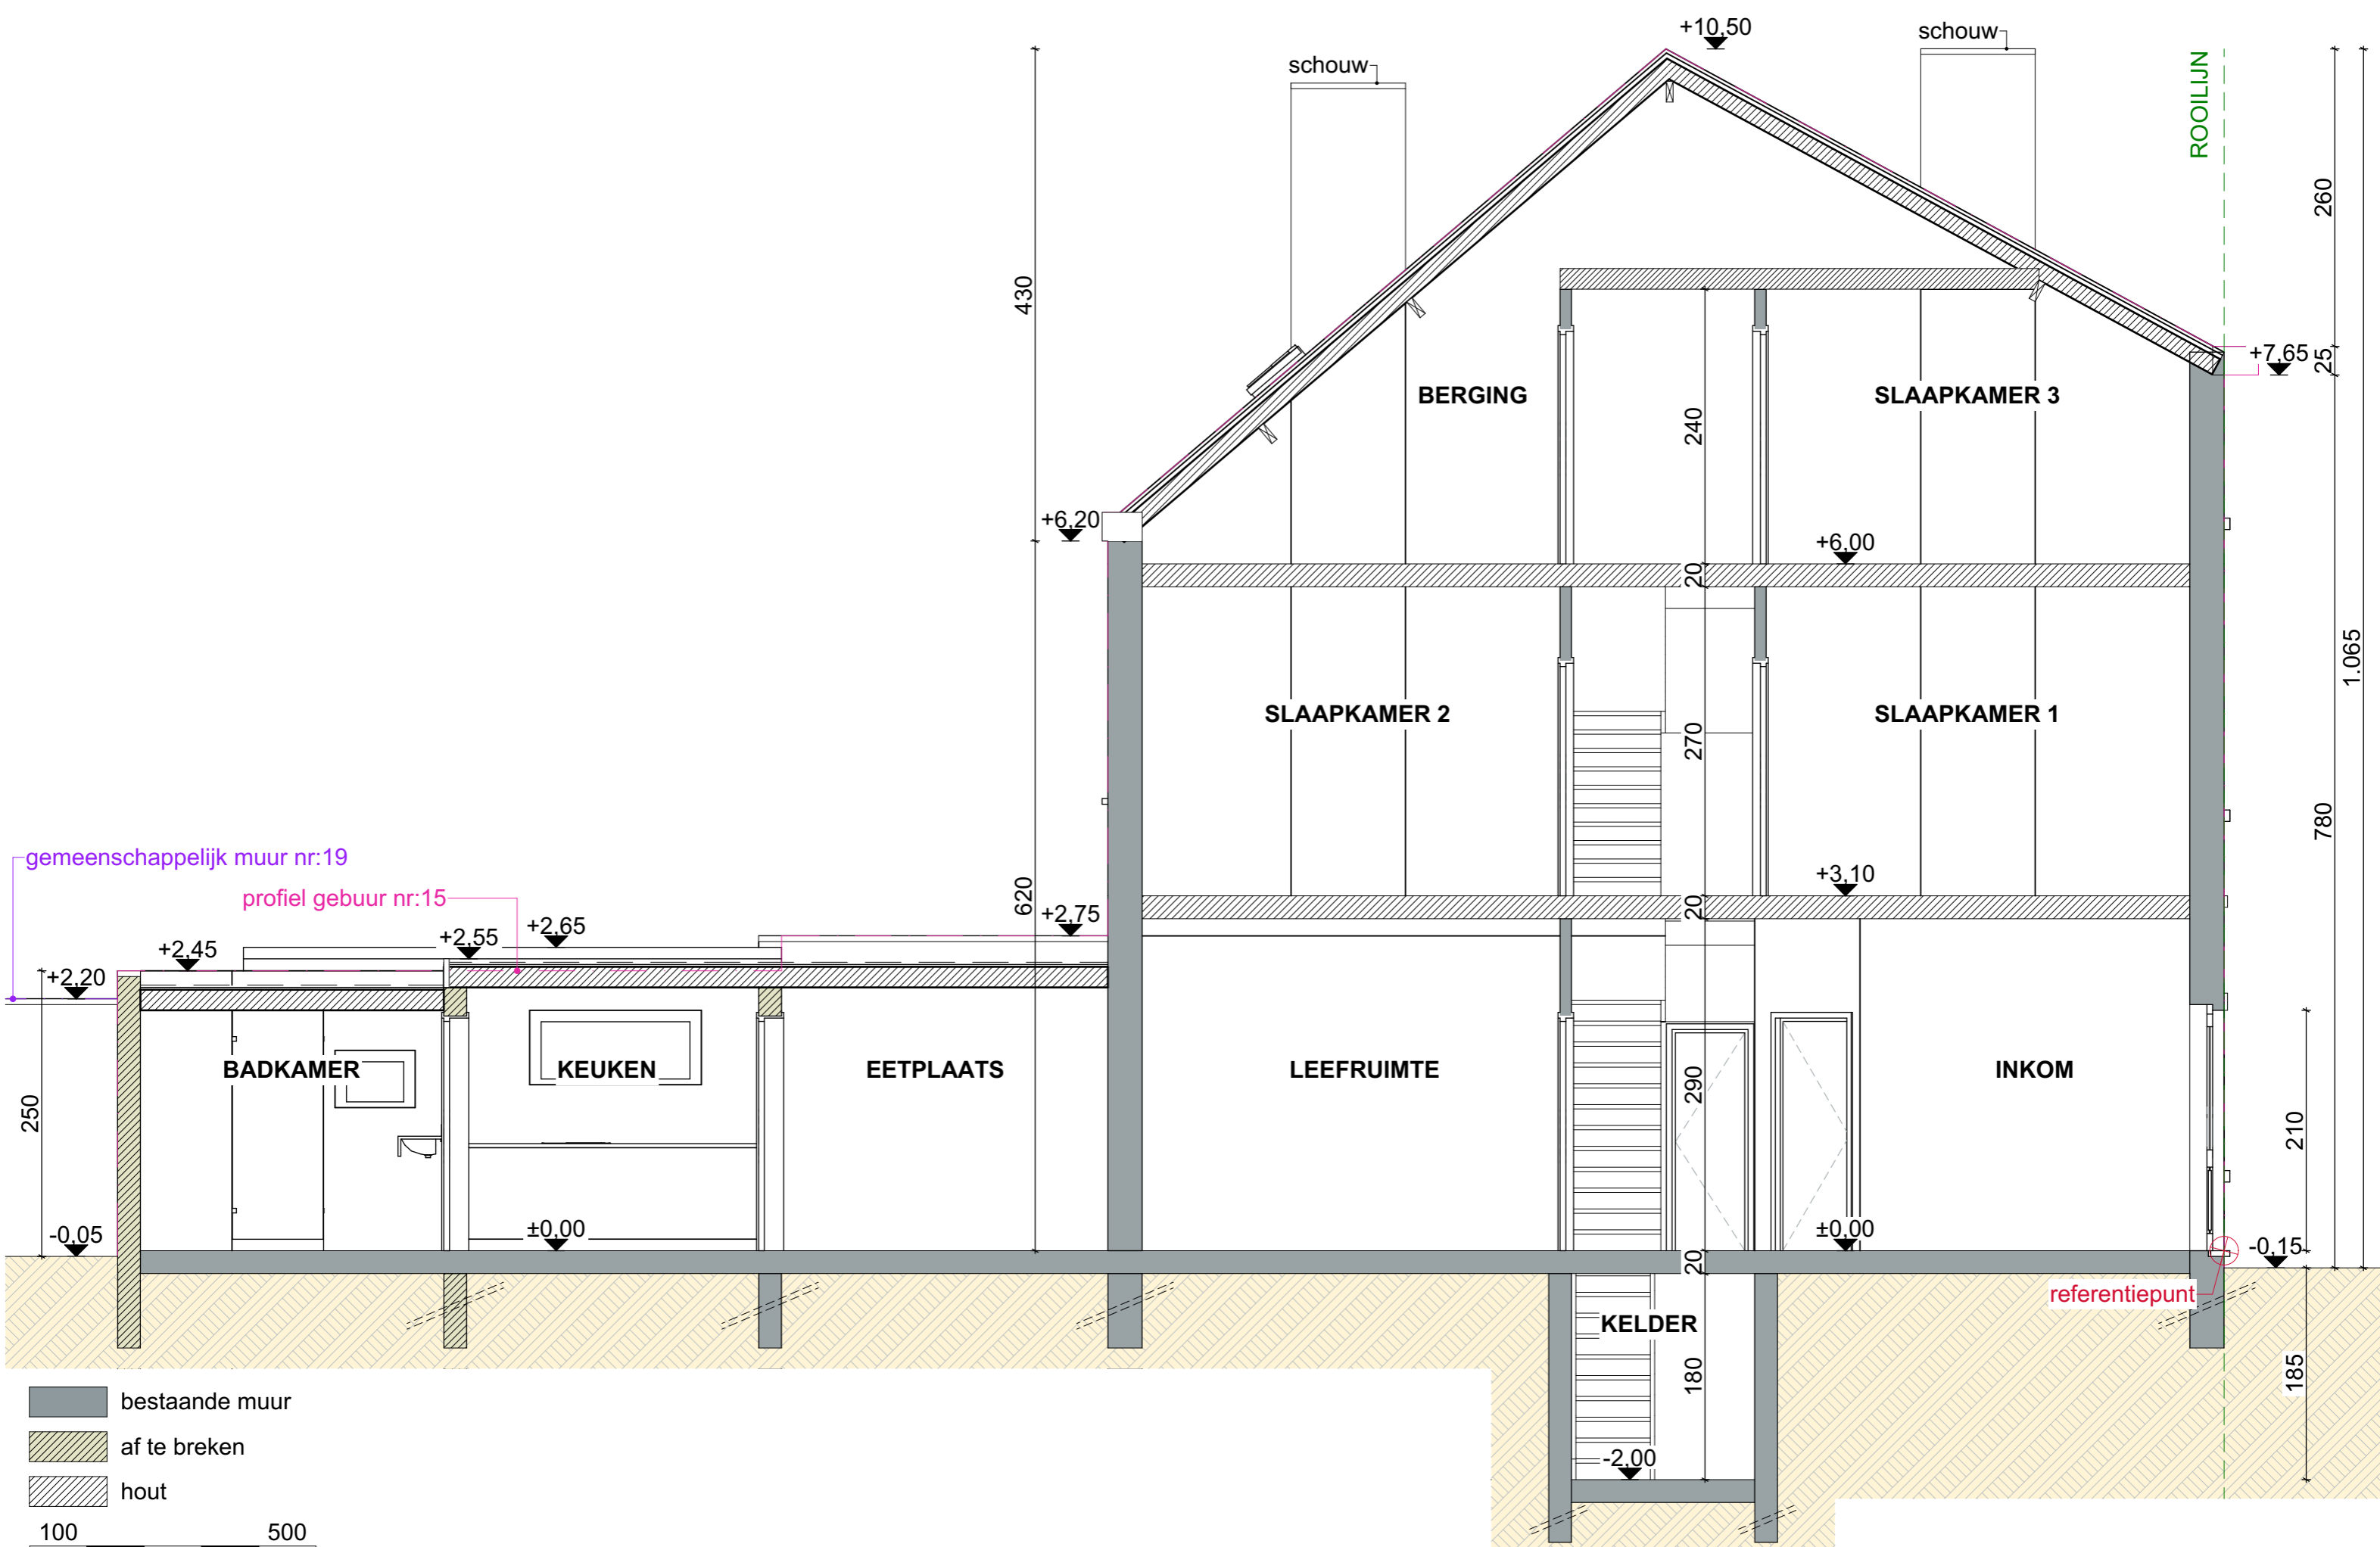 +10,50
schouw
schouw
ROOILIJN
260
430
+7,65
25
BERGING
SLAAPKAMER 3
240
+6,20
+6,00
20
1.065
SLAAPKAMER 2
SLAAPKAMER 1
270
780
gemeenschappelijk muur nr:19
profiel gebuur nr:15
620
+3,10
20
+2,75
+2,65
+2,55
+2,45
+2,20
BADKAMER
KEUKEN
EETPLAATS
LEEFRUIMTE
INKOM
290
250
210
-0,05
±0,00
±0,00
-0,15
20
referentiepunt
KELDER
180
185
-2,00
bestaande muur
af te breken
hout
100 500